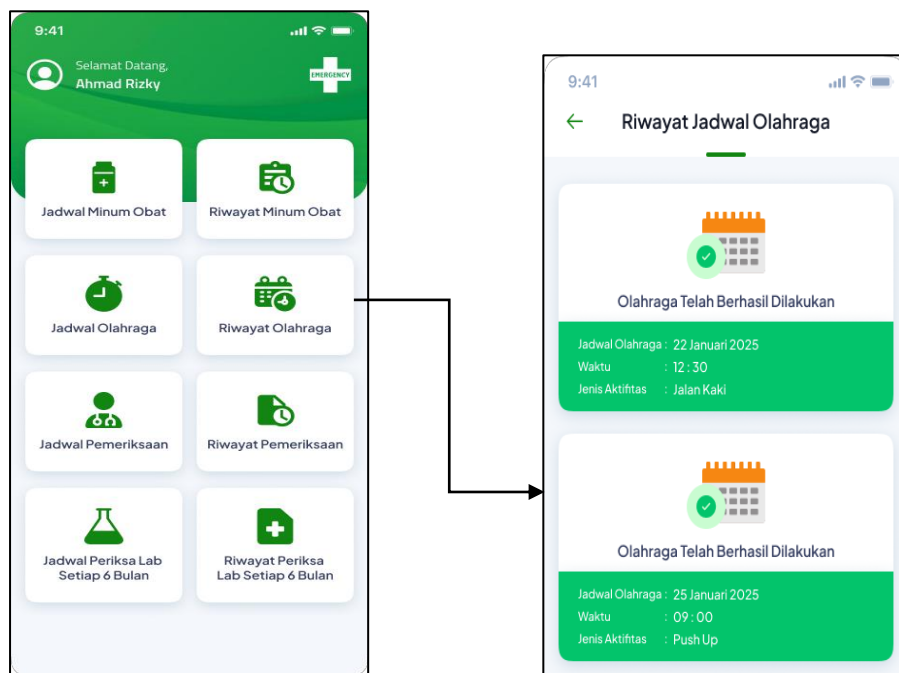 9:41
Selamat Datang,
Ahmad Rizky
EMERGENCY
Jadwal Minum Obat
Riwayat Minum Obat
Jadwal Olahraga
Riwayat Olahraga
Jadwal Pemeriksaan
Riwayat Pemeriksaan
Jadwal Periksa Lab
Setiap 6 Bulan
Riwayat Periksa
Lab Setiap 6 Bulan
9:41
Riwayat Jadwal Olahraga
Olahraga Telah Berhasil Dilakukan
Jadwal Olahraga : 22 Januari 2025
Waktu : 12 : 30
Jenis Aktifitas : Jalan Kaki
Olahraga Telah Berhasil Dilakukan
Jadwal Olahraga : 25 Januari 2025
Waktu : 09 : 00
Jenis Aktifitas : Push Up